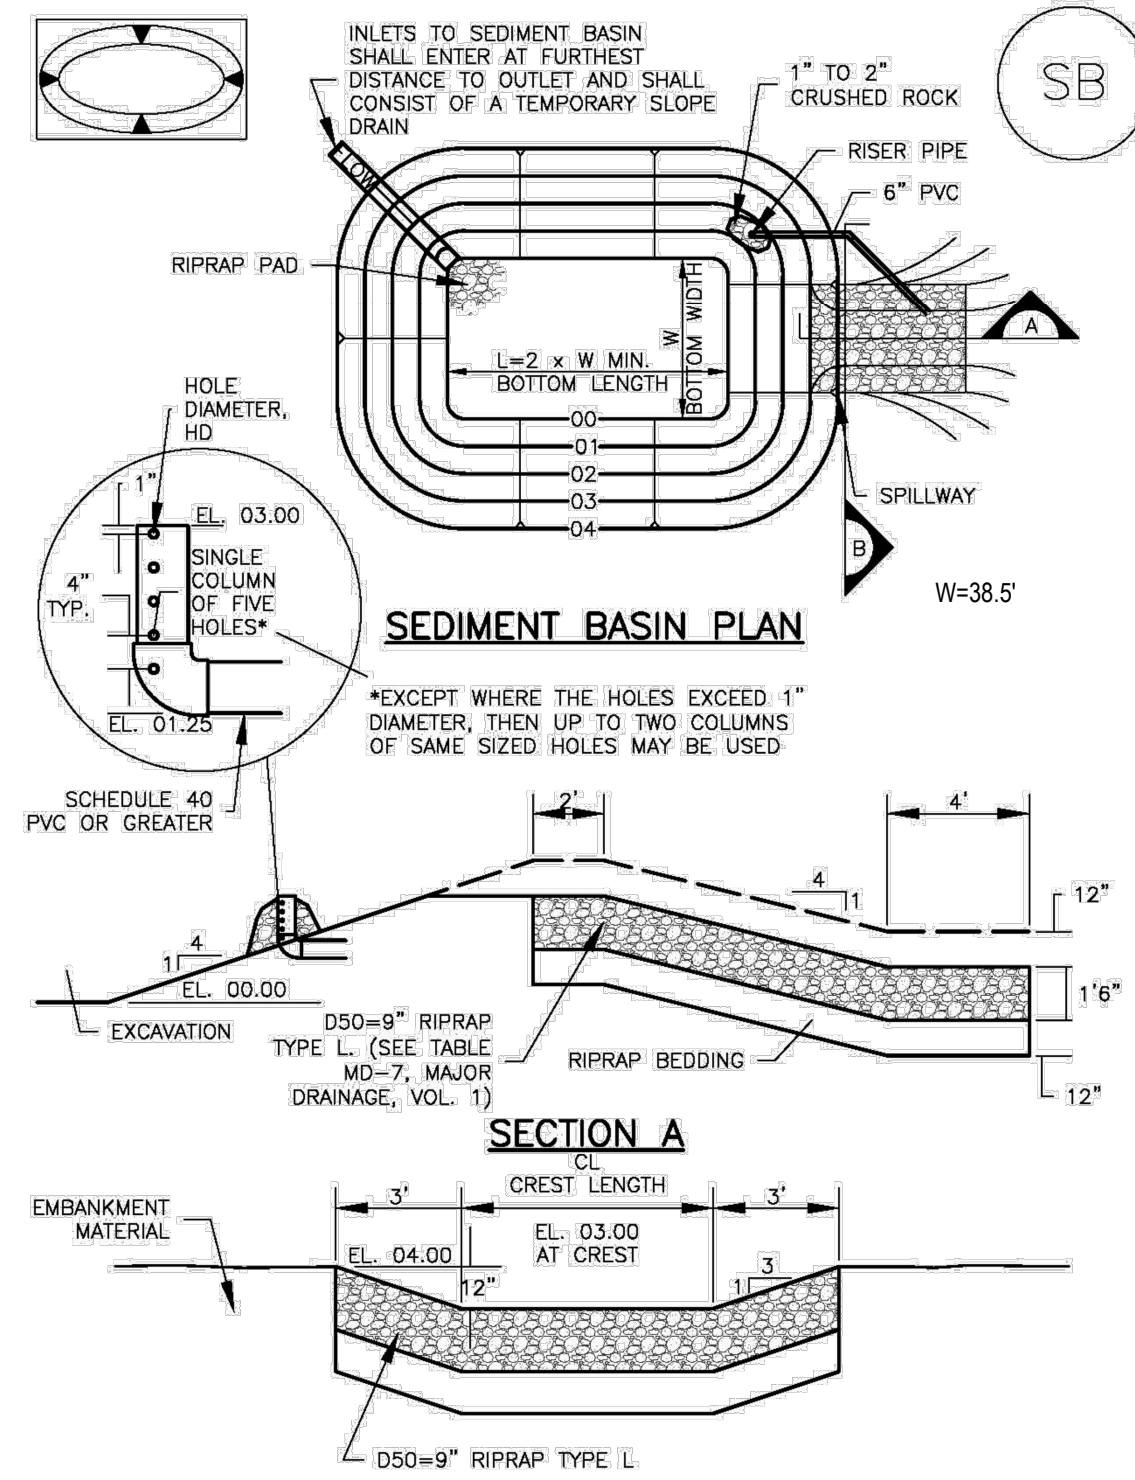 INLETS TO SEDIMENT BASIN
SHALL ENTER AT FURTHEST
DISTANCE TO OUTLET AND SHALL
CONSIST OF A TEMPORARY SLOPE
DRAIN
1" TO 2"
CRUSHED ROCK
SB
RISER PIPE
6" PVC
FLOW
RIPRAP PAD
W
BOTTOM WIDTH
L=2 x W MIN.
BOTTOM LENGTH
A
00
01
02
03
04
SPILLWAY
B
W=38.5'
HOLE
DIAMETER,
HD
1"
EL. 03.00
SINGLE
COLUMN
OF FIVE
HOLES*
4"
TYP.
EL. 01.25
SEDIMENT BASIN PLAN
*EXCEPT WHERE THE HOLES EXCEED 1"
DIAMETER, THEN UP TO TWO COLUMNS
OF SAME SIZED HOLES MAY BE USED
SCHEDULE 40
PVC OR GREATER
2'
4'
4
1
12"
4
1
EL. 00.00
EXCAVATION
1'6"
D50=9" RIPRAP
TYPE L. (SEE TABLE
MD-7, MAJOR
DRAINAGE, VOL. 1)
RIPRAP BEDDING
12"
SECTION A
CL
CREST LENGTH
3'
3'
EMBANKMENT
MATERIAL
EL. 04.00
EL. 03.00
AT CREST
12"
3
1
D50=9" RIPRAP TYPE L